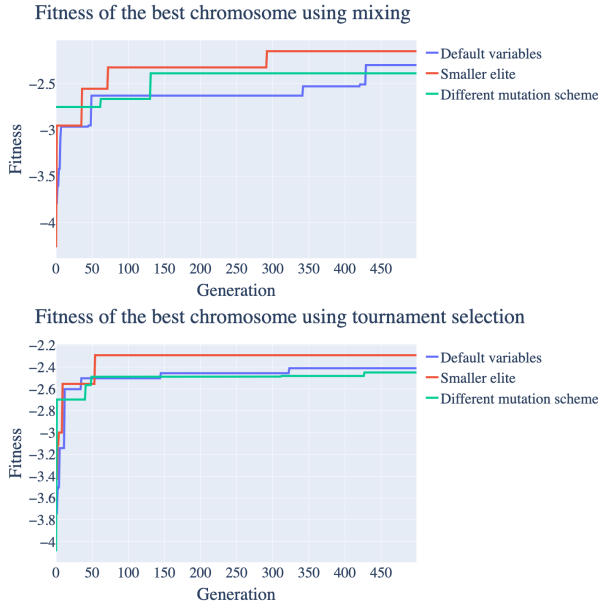 Fitness of the best chromosome using mixing
Default variables
Smaller elite
Different mutation scheme
−2.5
−3
−3.5
−4
Fitness
0 50 100 150 200 250 300 350 400 450
Generation
Fitness of the best chromosome using tournament selection
Default variables
Smaller elite
Different mutation scheme
−2.2
−2.4
−2.6
−2.8
−3
−3.2
−3.4
−3.6
−3.8
−4
Fitness
0 50 100 150 200 250 300 350 400 450
Generation